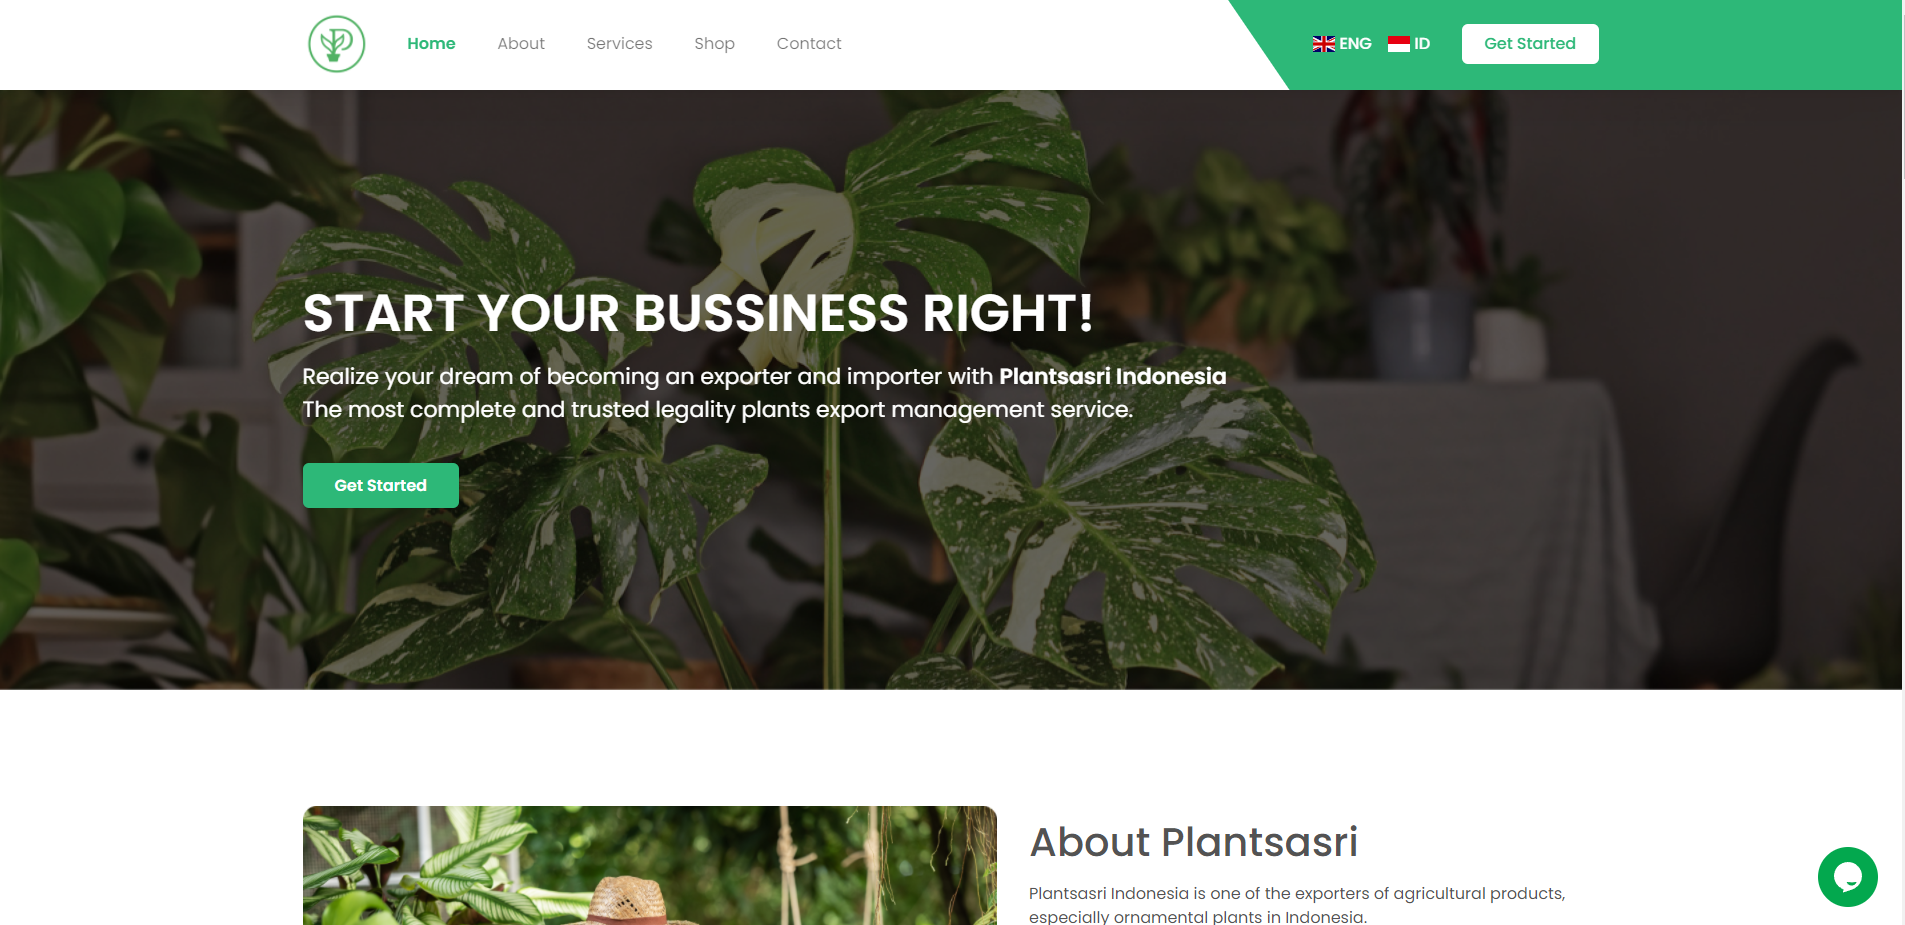 Home
About
Services
Shop
Contact
ENG
ID
Get Started
START YOUR BUSSINESS RIGHT!
Realize your dream of becoming an exporter and importer with Plantsasri Indonesia
The most complete and trusted legality plants export management service.
Get Started
About Plantsasri
Plantsasri Indonesia is one of the exporters of agricultural products,
especially ornamental plants in Indonesia.